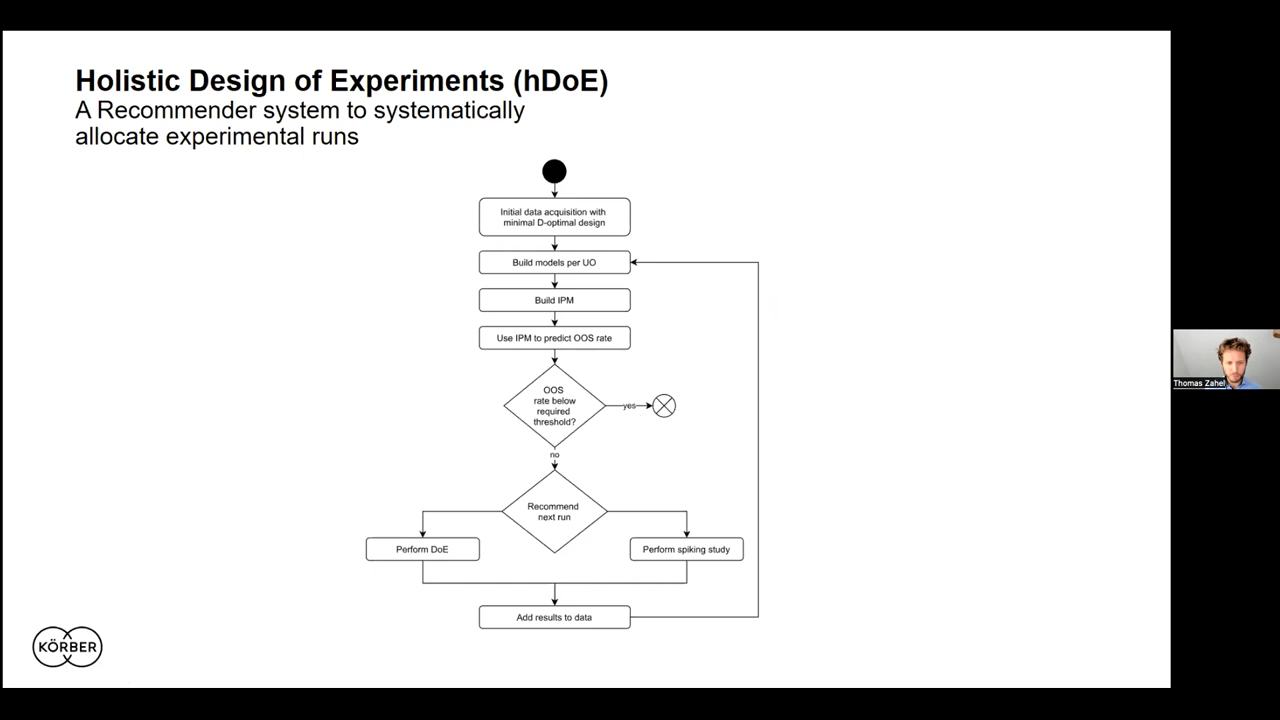 Holistic Design of Experiments (hDoE)
A Recommender system to systematically
allocate experimental runs
Initial data acquisition with
minimal D-optimal design
Build models per UO
Build IPM
Use IPM to predict OOS rate
OOS
rate below
required
threshold?
yes
no
Recommend
next run
Perform DoE
Perform spiking study
Add results to data
KÖRBER
Thomas Zahel